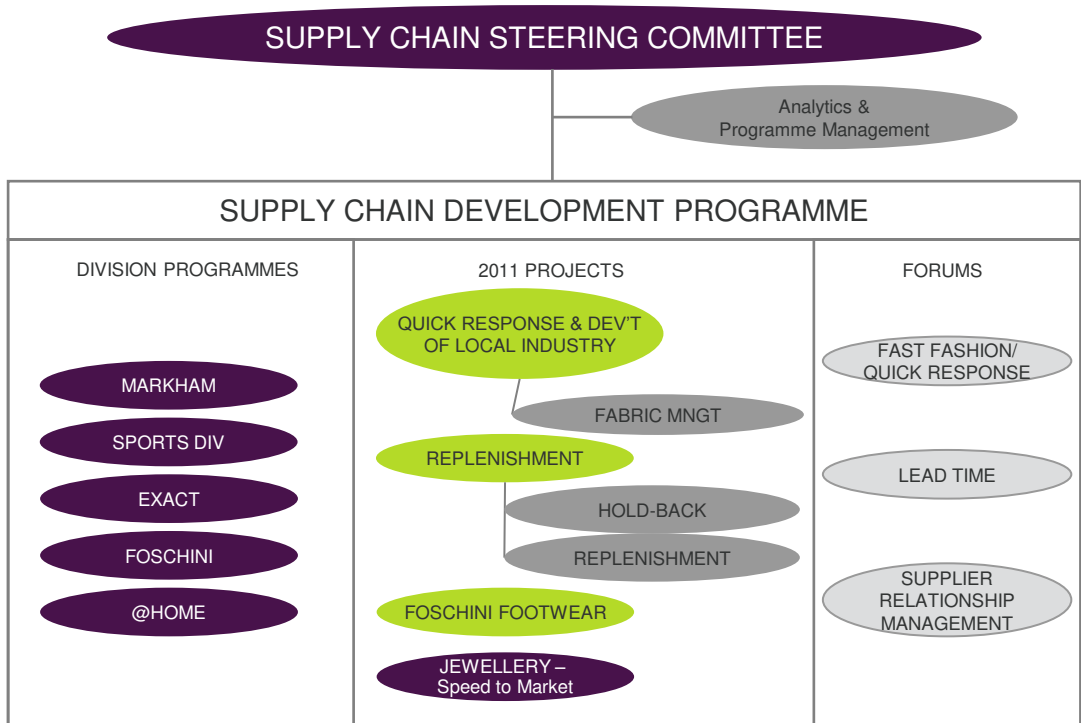 SUPPLY CHAIN STEERING COMMITTEE
Analytics &
Programme Management
SUPPLY CHAIN DEVELOPMENT PROGRAMME
DIVISION PROGRAMMES
MARKHAM
SPORTS DIV
EXACT
FOSCHINI
@HOME
2011 PROJECTS
QUICK RESPONSE & DEV'T
OF LOCAL INDUSTRY
FABRIC MNGT
REPLENISHMENT
HOLD-BACK
REPLENISHMENT
FOSCHINI FOOTWEAR
JEWELLERY –
Speed to Market
FORUMS
FAST FASHION/
QUICK RESPONSE
LEAD TIME
SUPPLIER
RELATIONSHIP
MANAGEMENT